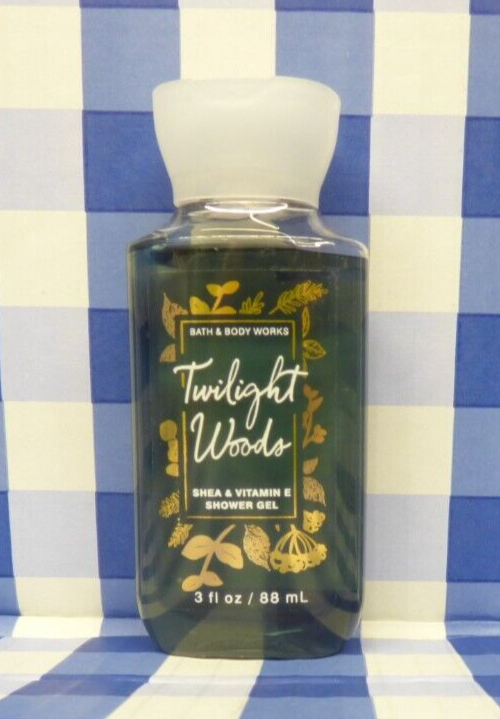 BATH & BODY WORKS
Twilight
Woods
SHEA & VITAMIN E
SHOWER GEL
3 fl oz / 88 mL